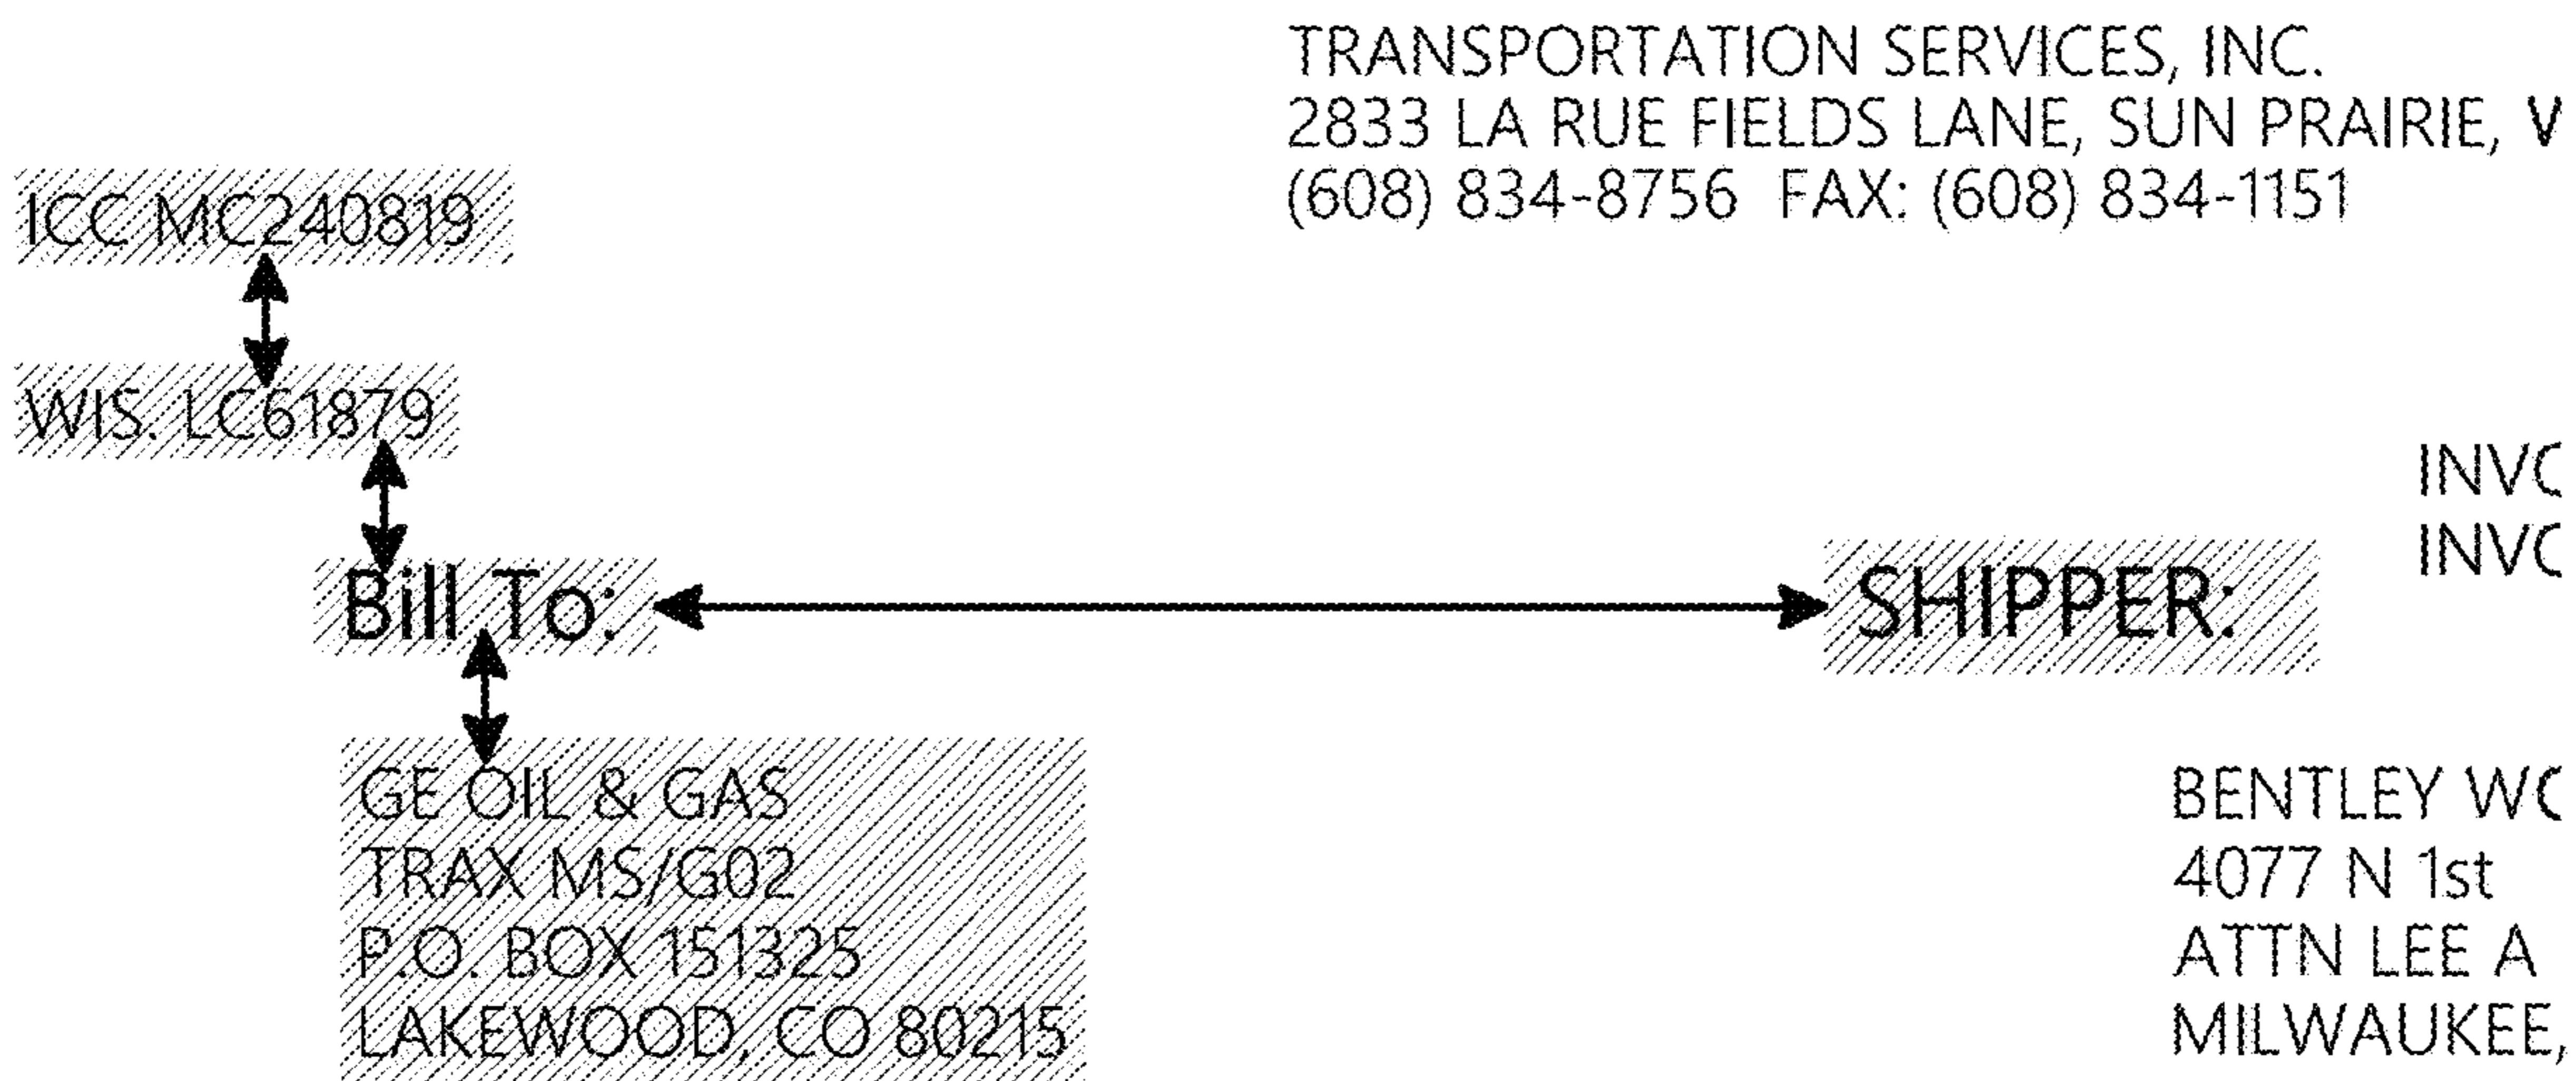 TRANSPORTATION SERVICES, INC.
2833 LA RUE FIELDS LANE, SUN PRAIRIE,
(608) 834-8756 FAX: (608) 834-1151
ICC MC240819
WIS. LC61879
Bill To:
SHIPPER:
GE OIL & GAS
TRAX MS/G02
P.O. BOX 151325
LAKEWOOD, CO 80215
BENTLEY
4077 N 1st
ATTN LEE A
MILWAUKEE,